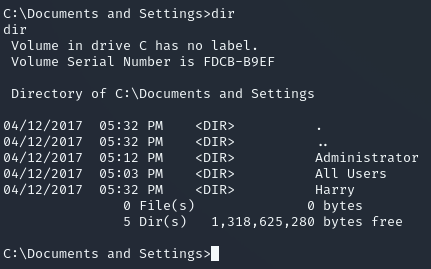 C:\Documents and Settings>dir
dir
 Volume in drive C has no label.
 Volume Serial Number is FDCB-B9EF

 Directory of C:\Documents and Settings

04/12/2017  05:32 PM    <DIR>          .
04/12/2017  05:32 PM    <DIR>          ..
04/12/2017  05:12 PM    <DIR>          Administrator
04/12/2017  05:03 PM    <DIR>          All Users
04/12/2017  05:32 PM    <DIR>          Harry
               0 File(s)              0 bytes
               5 Dir(s)   1,318,625,280 bytes free

C:\Documents and Settings>